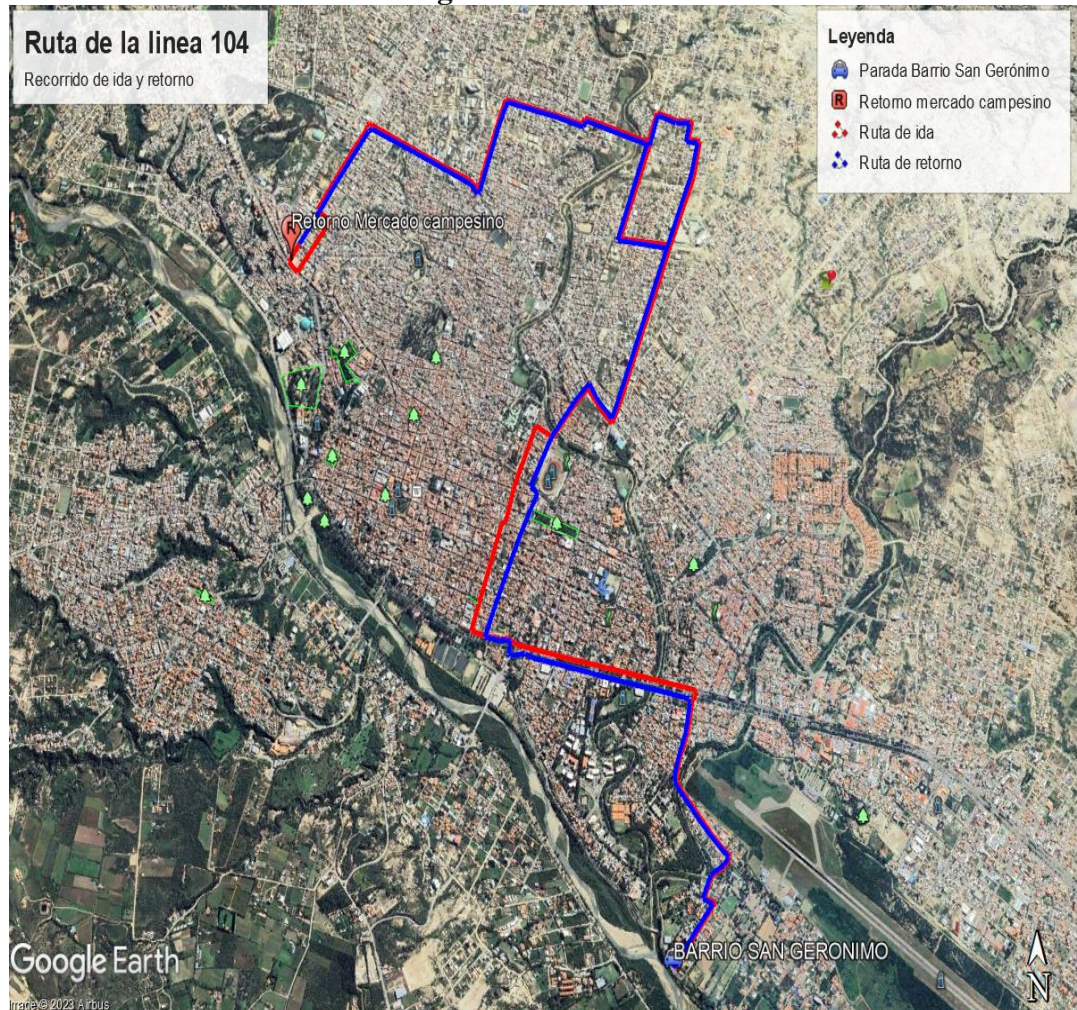 Ruta de la linea 104
Recorrido de ida y retorno
Leyenda
Parada Barrio San Gerónimo
R Retorno mercado campesino
Ruta de ida
Ruta de retorno
R
Retorno Mercado campesino
BARRIO SAN GERONIMO
Google Earth
N
Image © 2023 Airbus